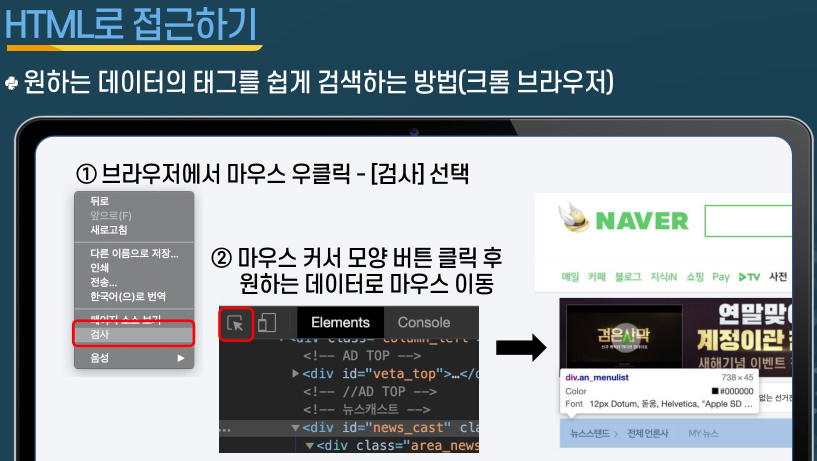 HTML로 접근하기
원하는 데이터의 태그를 쉽게 검색하는 방법(크롬 브라우저)
① 브라우저에서 마우스 우클릭 - [검사] 선택
뒤로
앞으로(F)
새로고침
다른 이름으로 저장...
인쇄
전송...
한국어(으)로 번역
페이지 소스 보기
검사
음성
② 마우스 커서 모양 버튼 클릭 후
원하는 데이터로 마우스 이동
Elements Console
<!-- AD TOP -->
<div id="veta_top">…</d
<!-- //AD TOP -->
<!-- 뉴스캐스트 -->
<div id="news_cast" cla
<div class="area_news
NAVER
메일 카페 블로그 지식iN 쇼핑 Pay TV 사전
검은사막
연말맞이
계정이관
새해기념 이벤트
div.an_menulist 738 × 45
Color #000000
Font 12px Dotum, 돋움, Helvetica, "Apple SD ...
없는 선거
뉴스스탠드 > 전체언론사 MY뉴스